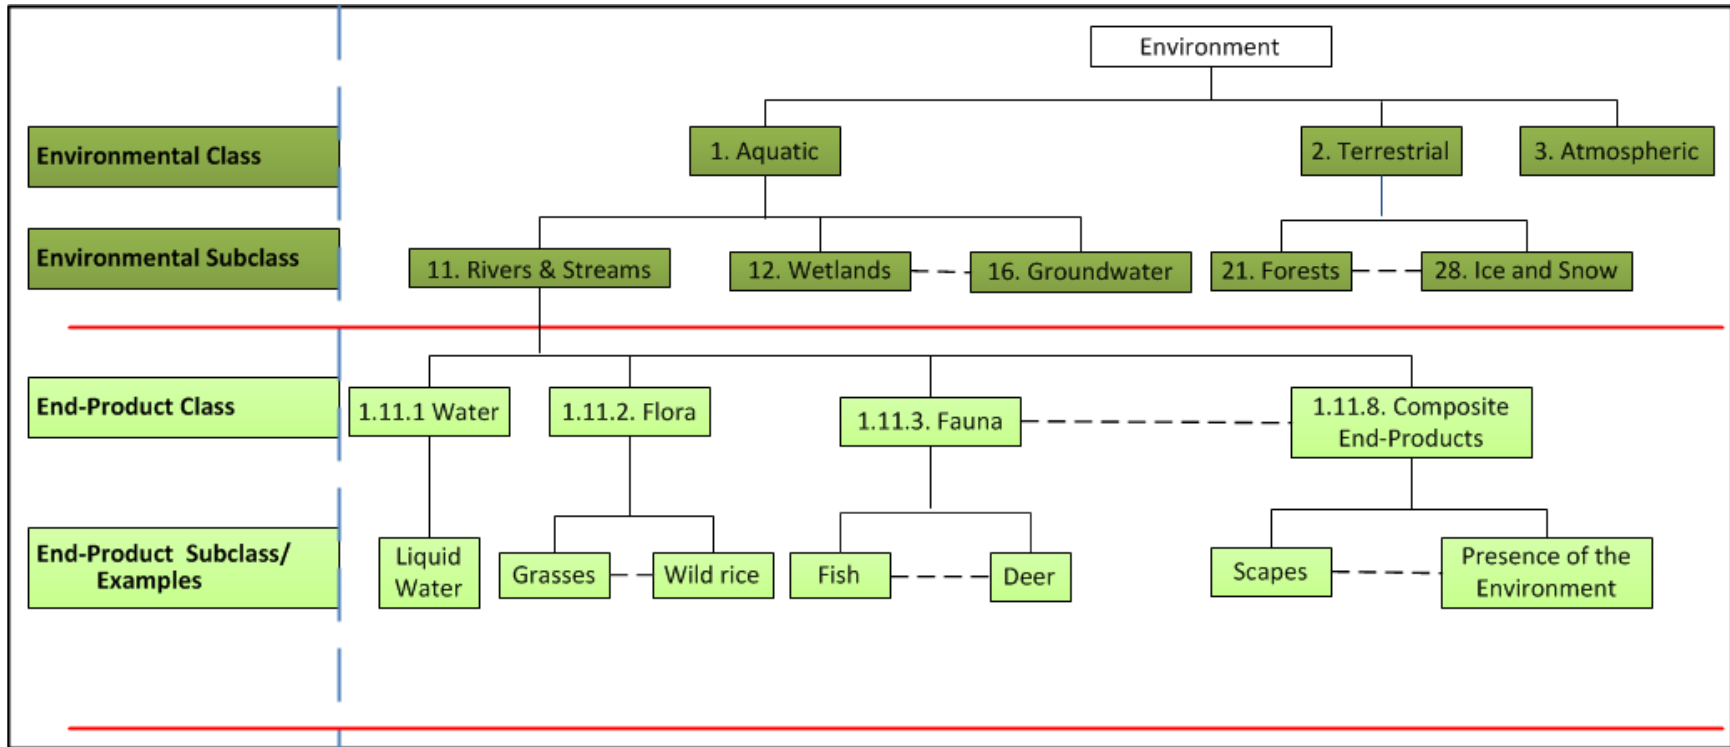 Environment
Environmental Class
1. Aquatic
2. Terrestrial
3. Atmospheric
Environmental Subclass
11. Rivers & Streams
12. Wetlands
16. Groundwater
21. Forests
28. Ice and Snow
End-Product Class
1.11.1 Water
1.11.2. Flora
1.11.3. Fauna
1.11.8. Composite
End-Products
End-Product Subclass/
Examples
Liquid
Water
Grasses
Wild rice
Fish
Deer
Scapes
Presence of the
Environment